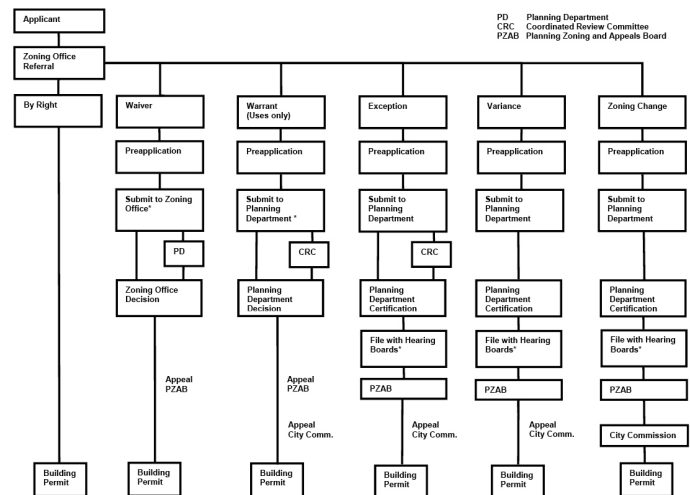 Applicant
PD Planning Department
CRC Coordinated Review Committee
PZAB Planning Zoning and Appeals Board
Zoning Office
Referral
By Right
Waiver
Warrant
(Uses only)
Exception
Variance
Zoning Change
Preapplication
Preapplication
Preapplication
Preapplication
Preapplication
Submit to Zoning
Office*
Submit to
Planning
Department *
Submit to
Planning
Department
Submit to
Planning
Department
Submit to
Planning
Department
PD
CRC
CRC
Zoning Office
Decision
Planning
Department
Decision
Planning
Department
Certification
Planning
Department
Certification
Planning
Department
Certification
File with Hearing
Boards*
File with Hearing
Boards*
File with Hearing
Boards*
Appeal
PZAB
Appeal
PZAB
PZAB
PZAB
PZAB
Appeal
City Comm.
Appeal
City Comm.
Appeal
City Comm.
City Commission
Building
Permit
Building
Permit
Building
Permit
Building
Permit
Building
Permit
Building
Permit